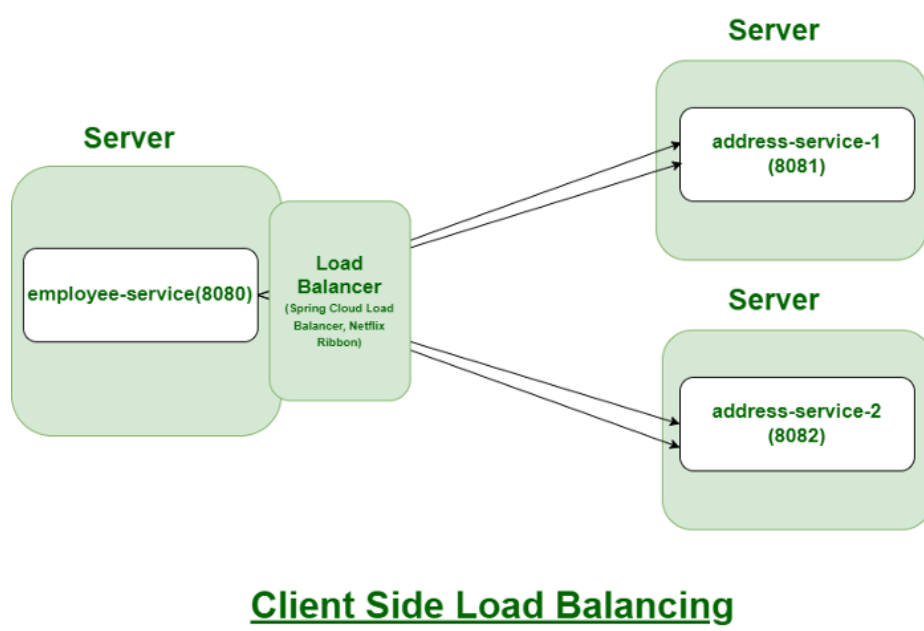 Server
employee-service(8080)
Load
Balancer
(Spring Cloud Load
Balancer, Netflix
Ribbon)
Server
address-service-1
(8081)
Server
address-service-2
(8082)
Client Side Load Balancing